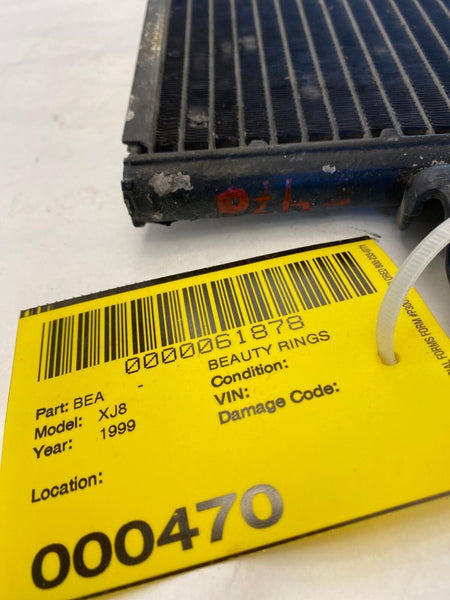 0000061878
BEAUTY RINGS
Part: BEA -
Condition:
Model: XJ8
VIN:
Year: 1999
Damage Code:
Location:
000470